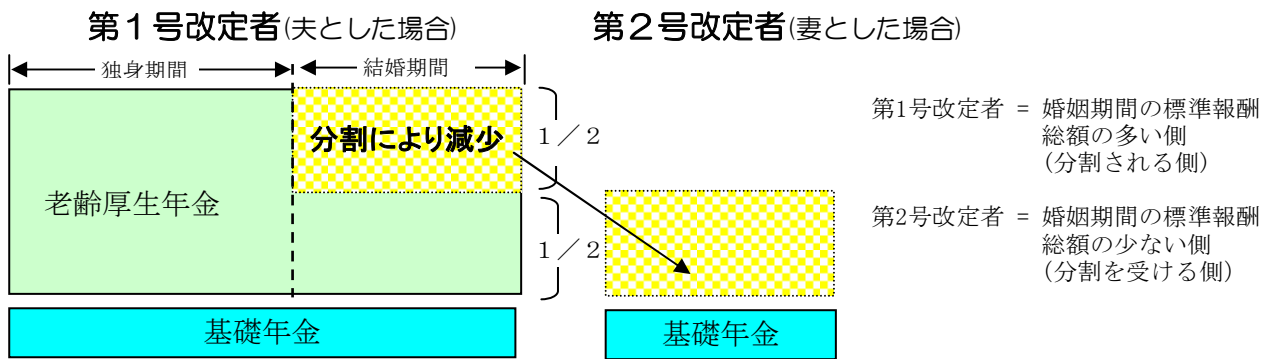 第１号改定者(夫とした場合)
第２号改定者(妻とした場合)
独身期間
結婚期間
分割により減少
１／２
老齢厚生年金
１／２
基礎年金
基礎年金
第1号改定者 = 婚姻期間の標準報酬
総額の多い側
(分割される側)
第2号改定者 = 婚姻期間の標準報酬
総額の少ない側
(分割を受ける側)